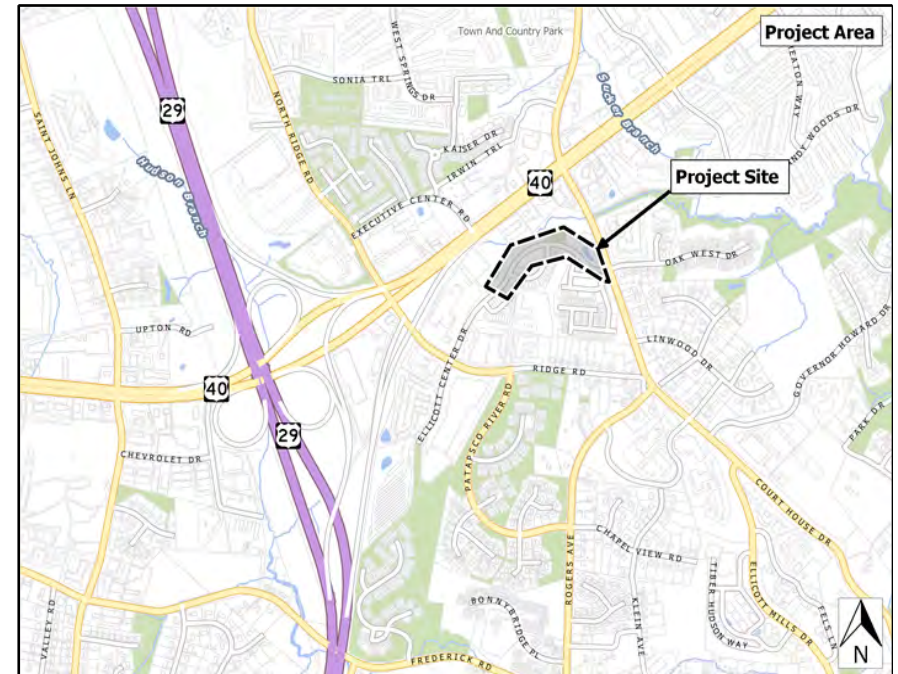 Project Area
Town And Country Park
WEST SPRINGS DR
SONIA TRL
29
NORTH RIDGE RD
SAINT JOHNS LN
Sucker Branch
KAISER DR
IRWIN TRL
Hudson Branch
40
Project Site
EXECUTIVE CENTER RD
OAK WEST DR
UPTON RD
LINWOOD DR
GOVERNOR HOWARD DR
RIDGE RD
40
ELLICOTT CENTER DR
PATAPSCO RIVER RD
PARK DR
29
CHEVROLET DR
COURT HOUSE DR
CHAPEL VIEW RD
ROGERS AVE
TIBER HUDSON WAY
ELLICOTT MILLS DR
FELS LN
BONNYBRIDGE PL
KLEIN AVE
VALLEY RD
FREDERICK RD
N